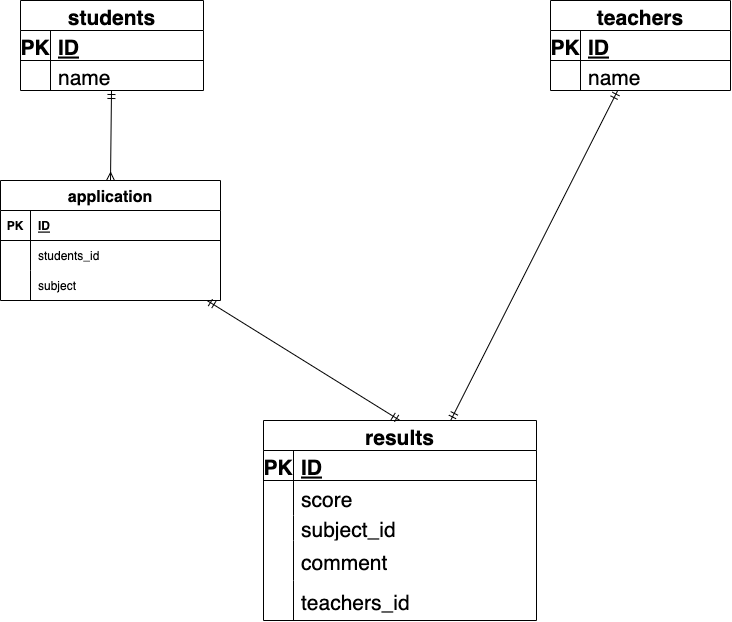 students
PK ID
name
teachers
PK ID
name
application
PK ID
students_id
subject
results
PK ID
score
subject_id
comment
teachers_id